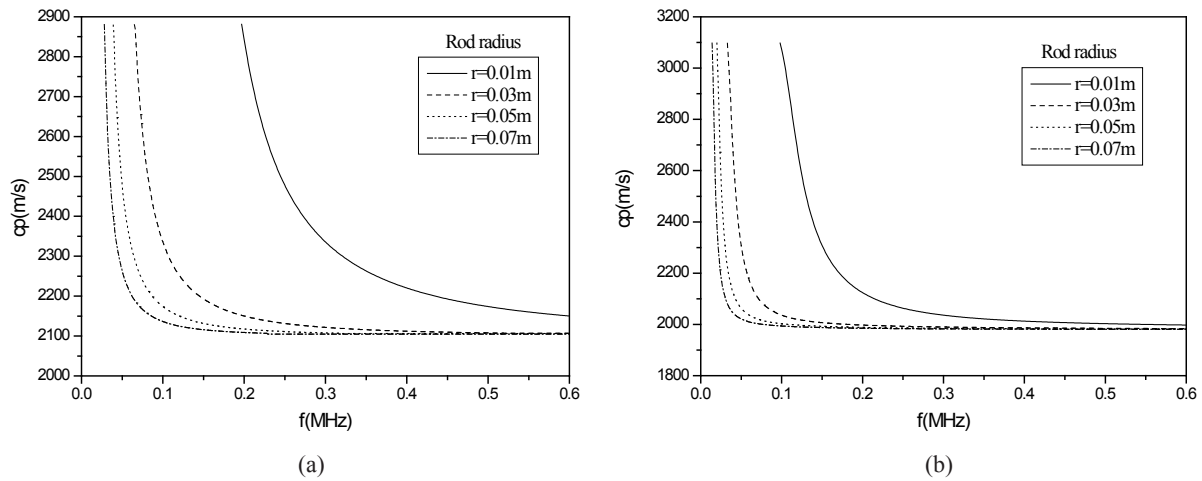 2900
2800
2700
2600
2500
2400
2300
2200
2100
2000
cp(m/s)
0.0 0.1 0.2 0.3 0.4 0.5 0.6
f(MHz)
Rod radius
r=0.01m
r=0.03m
r=0.05m
r=0.07m
(a)
3200
3000
2800
2600
2400
2200
2000
1800
cp(m/s)
0.0 0.1 0.2 0.3 0.4 0.5 0.6
f(MHz)
Rod radius
r=0.01m
r=0.03m
r=0.05m
r=0.07m
(b)